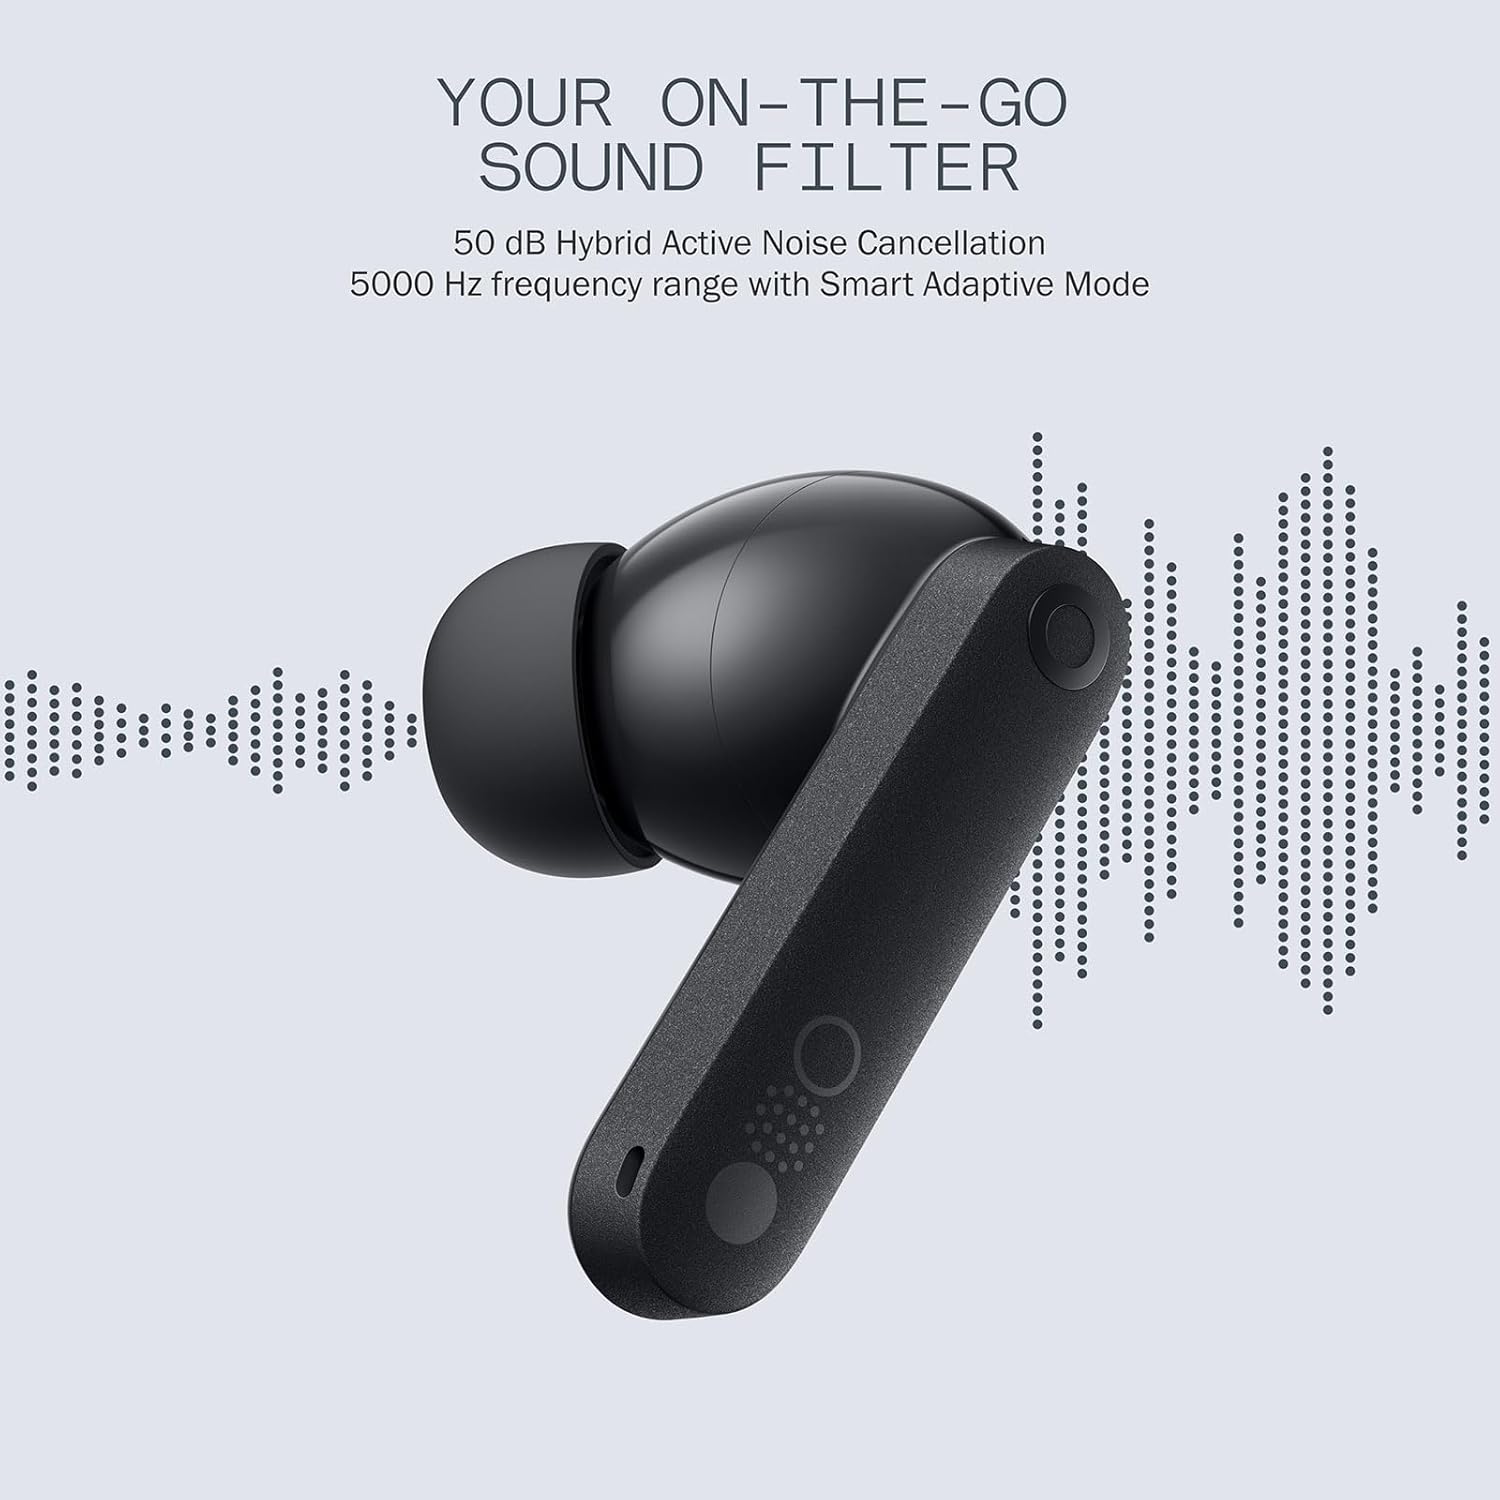 YOUR ON-THE-GO
SOUND FILTER
50 dB Hybrid Active Noise Cancellation
5000 Hz frequency range with Smart Adaptive Mode